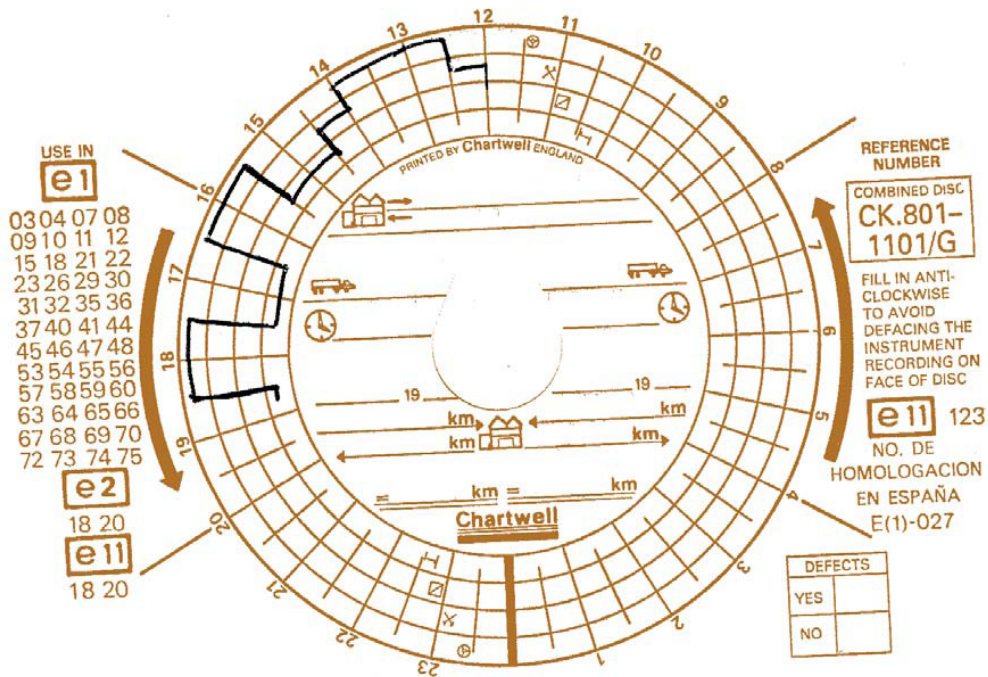 12
11
10
9
8
7
6
5
4
3
2
1
23
22
21
20
19
18
17
16
15
14
13
PRINTED BY Chartwell ENGLAND
USE IN
e1
03 04 07 08
09 10 11 12
15 18 21 22
23 26 29 30
31 32 35 36
37 40 41 44
45 46 47 48
53 54 55 56
57 58 59 60
63 64 65 66
67 68 69 70
72 73 74 75
e2
18 20
e11
18 20
19
19
km
km
km
km
= km = km
Chartwell
REFERENCE
NUMBER
COMBINED DISC
CK.801–
1101/G
FILL IN ANTI-
CLOCKWISE
TO AVOID
DEFACING THE
INSTRUMENT
RECORDING ON
FACE OF DISC
e11 123
NO. DE
HOMOLOGACION
EN ESPAÑA
E(1)-027
DEFECTS
YES
NO